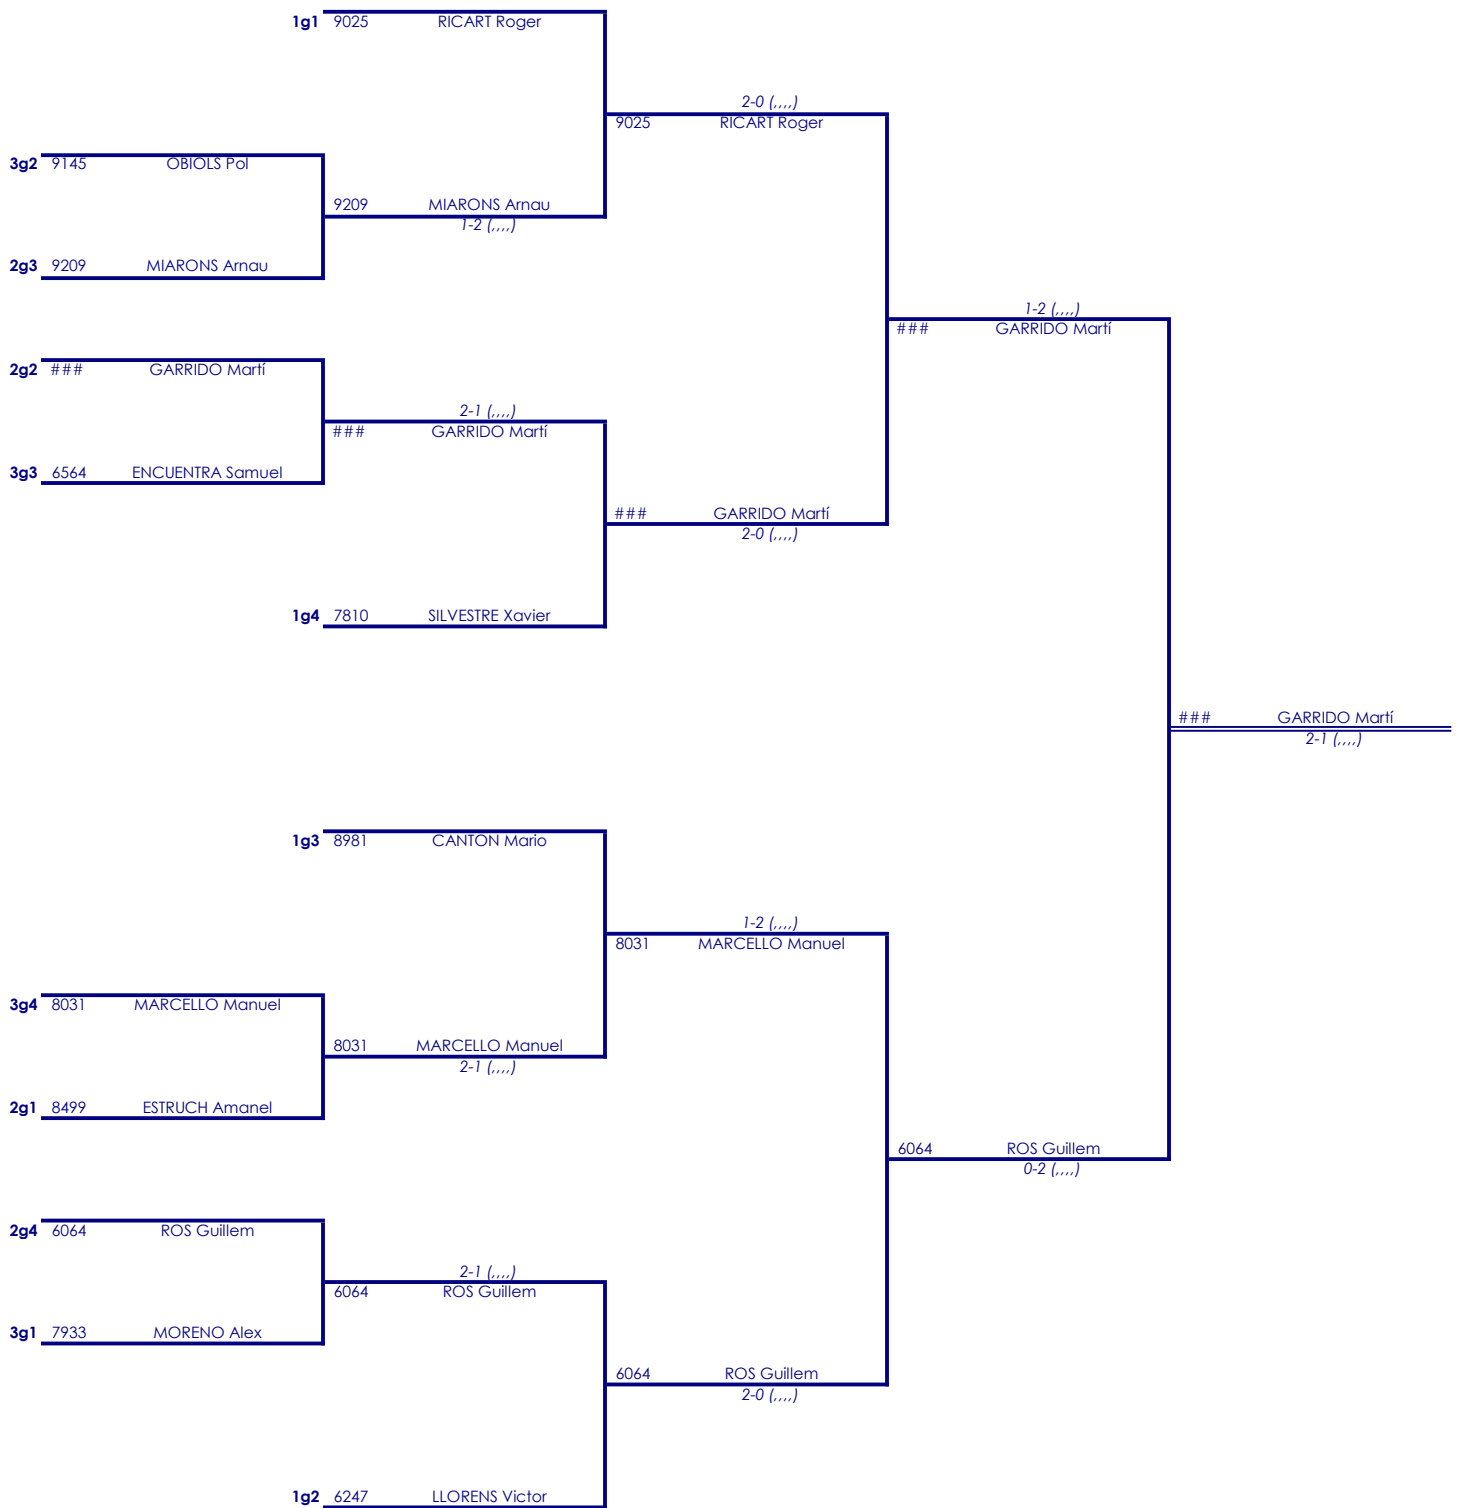 1g1 9025 RICART Roger
2-0 (,,,,)
9025 RICART Roger
3g2 9145 OBIOLS Pol
9209 MIARONS Arnau
1-2 (,,,,)
2g3 9209 MIARONS Arnau
1-2 (,,,,)
### GARRIDO Martí
2g2 ### GARRIDO Martí
2-1 (,,,,)
### GARRIDO Martí
3g3 6564 ENCUENTRA Samuel
### GARRIDO Martí
2-0 (,,,,)
1g4 7810 SILVESTRE Xavier
### GARRIDO Martí
2-1 (,,,,)
1g3 8981 CANTON Mario
1-2 (,,,,)
8031 MARCELLO Manuel
3g4 8031 MARCELLO Manuel
8031 MARCELLO Manuel
2-1 (,,,,)
2g1 8499 ESTRUCH Amanel
6064 ROS Guillem
0-2 (,,,,)
2g4 6064 ROS Guillem
2-1 (,,,,)
6064 ROS Guillem
3g1 7933 MORENO Alex
6064 ROS Guillem
2-0 (,,,,)
1g2 6247 LLORENS Victor